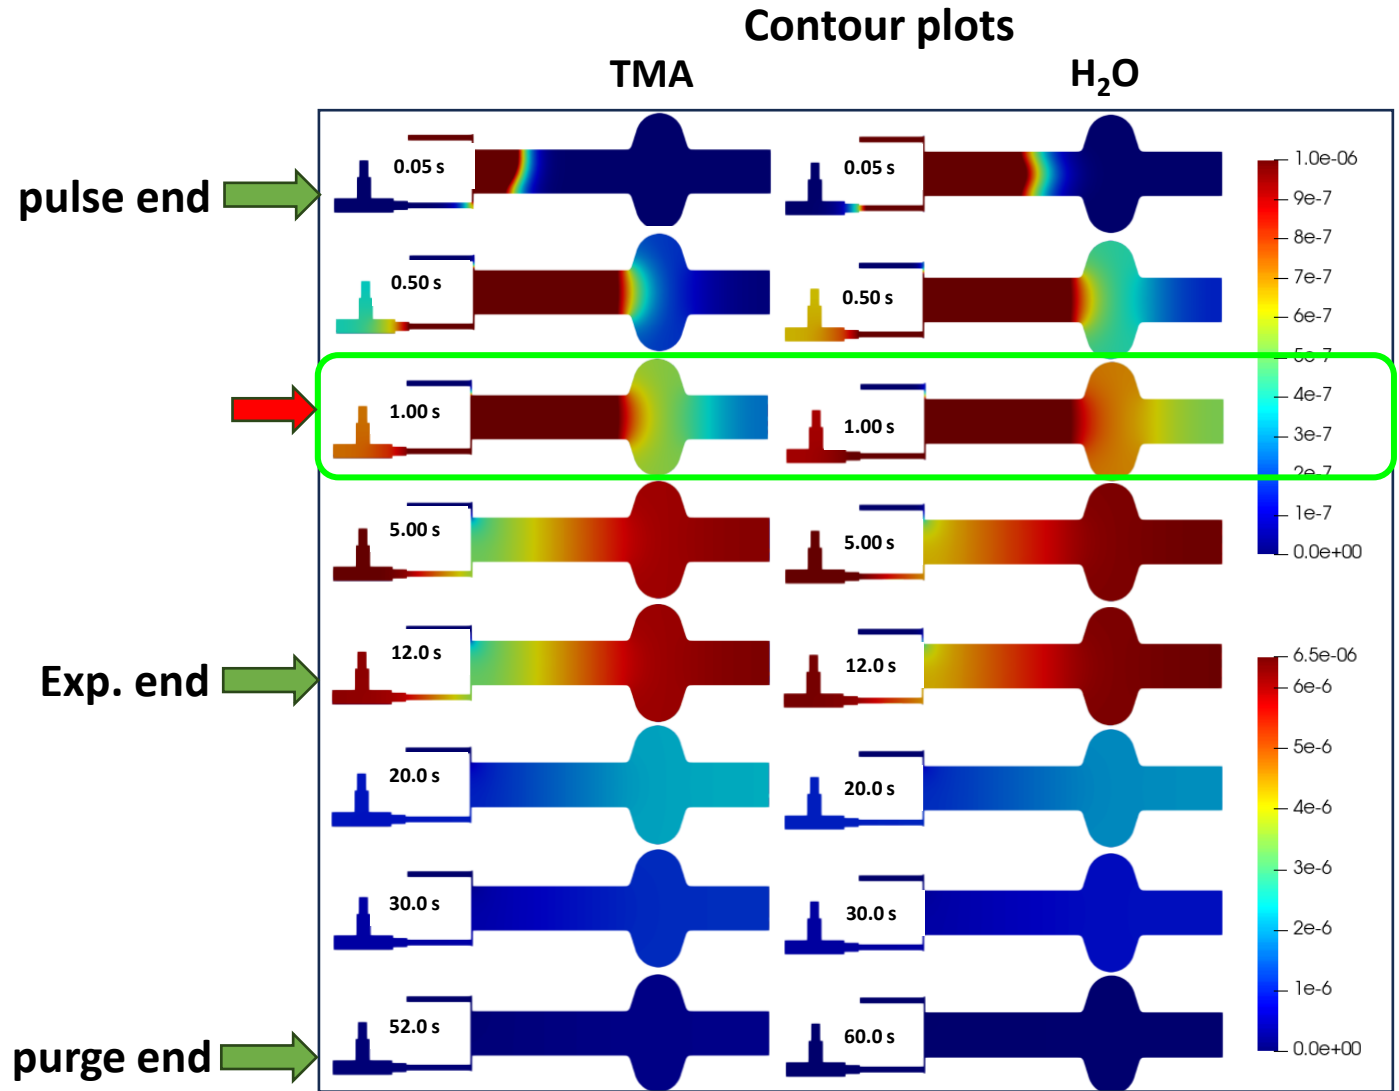 Contour plots
TMA
H₂O
pulse end
0.05 s
0.05 s
1.0e-06
9e-7
8e-7
7e-7
6e-7
5e-7
4e-7
3e-7
2e-7
1e-7
0.0e+00
0.50 s
0.50 s
1.00 s
1.00 s
5.00 s
5.00 s
Exp. end
12.0 s
12.0 s
6.5e-06
6e-6
5e-6
4e-6
3e-6
2e-6
1e-6
0.0e+00
20.0 s
20.0 s
30.0 s
30.0 s
purge end
52.0 s
60.0 s